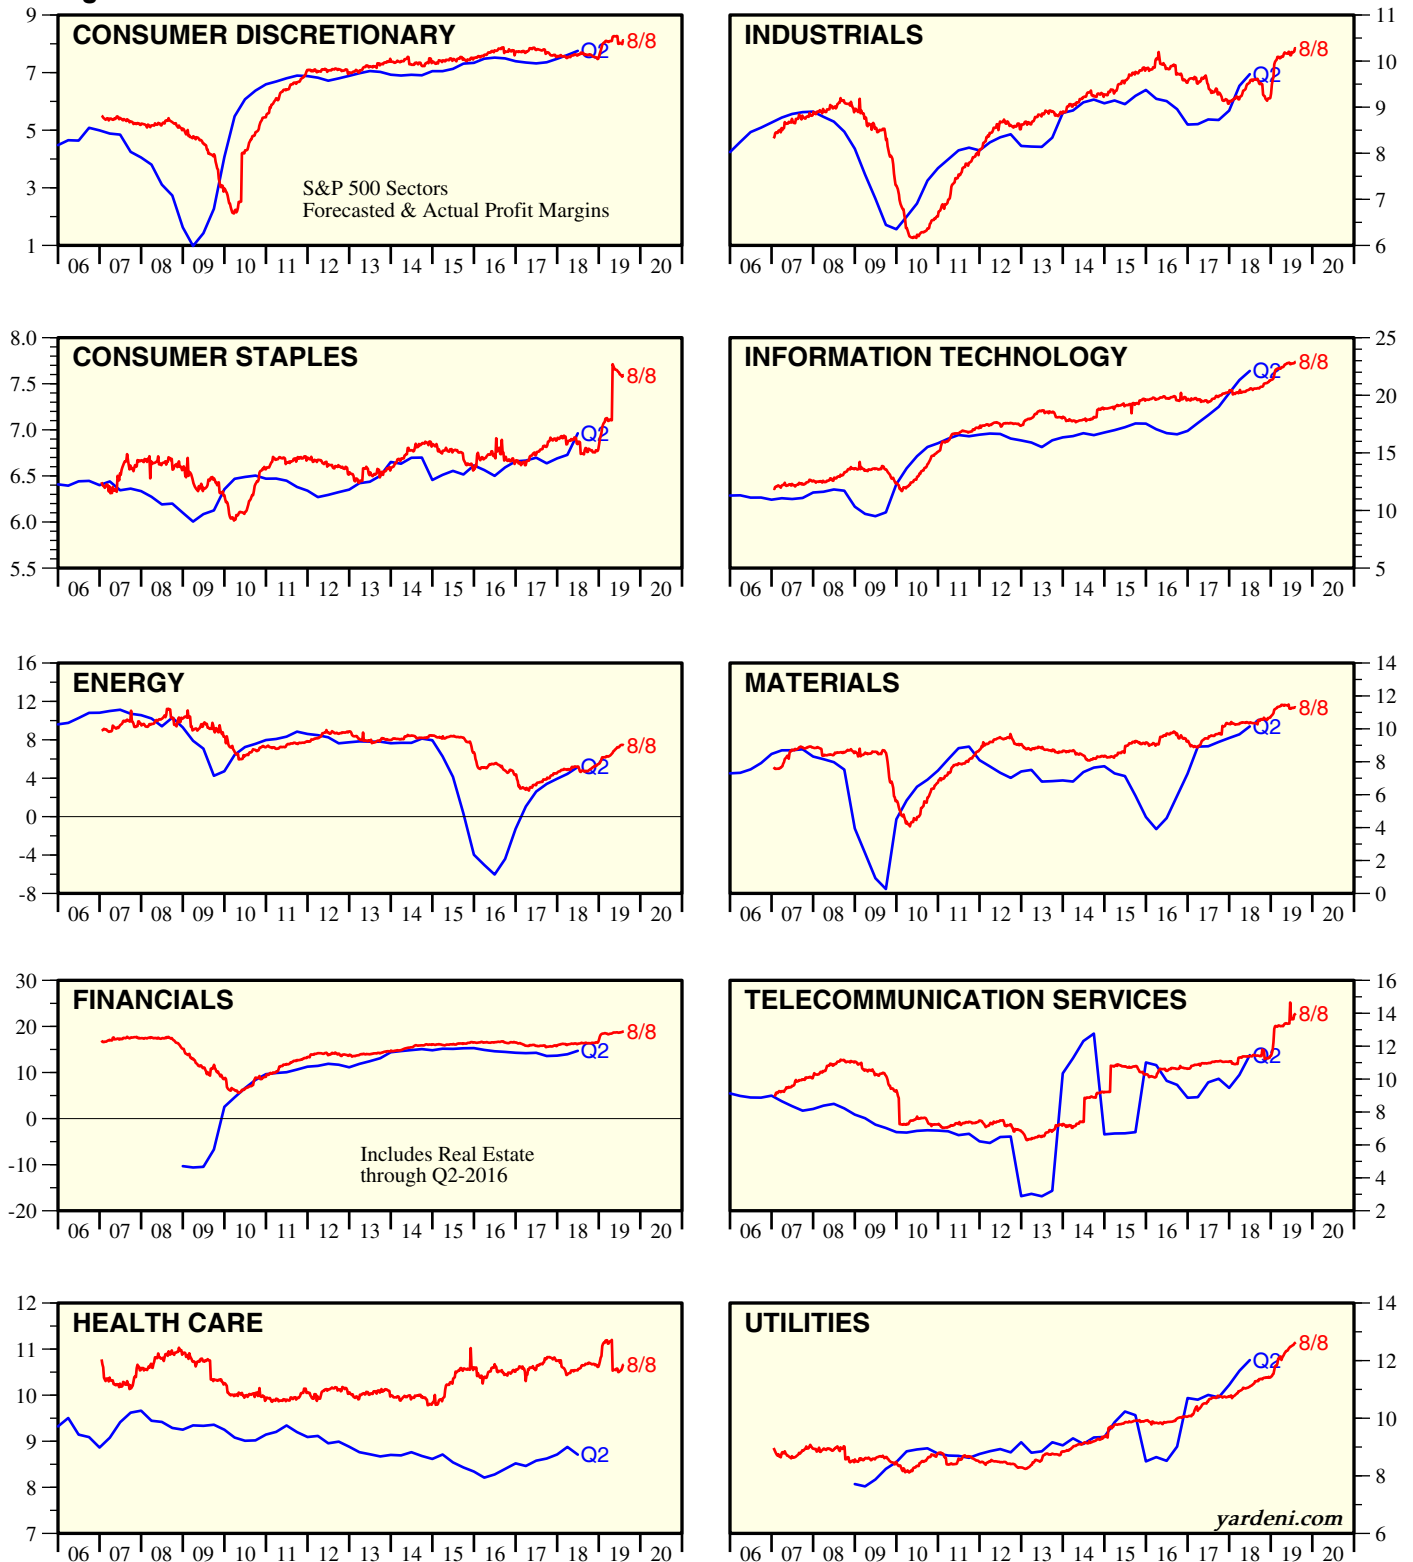 CONSUMER DISCRETIONARY
9
7
5
3
1
Q2
8/8
S&P 500 Sectors
Forecasted & Actual Profit Margins
06 07 08 09 10 11 12 13 14 15 16 17 18 19 20
INDUSTRIALS
11
10
9
8
7
6
8/8
Q2
06 07 08 09 10 11 12 13 14 15 16 17 18 19 20
CONSUMER STAPLES
8.0
7.5
7.0
6.5
6.0
5.5
8/8
Q2
06 07 08 09 10 11 12 13 14 15 16 17 18 19 20
INFORMATION TECHNOLOGY
25
20
15
10
5
8/8
Q2
06 07 08 09 10 11 12 13 14 15 16 17 18 19 20
ENERGY
16
12
8
4
0
-4
-8
8/8
Q2
06 07 08 09 10 11 12 13 14 15 16 17 18 19 20
MATERIALS
14
12
10
8
6
4
2
0
8/8
Q2
06 07 08 09 10 11 12 13 14 15 16 17 18 19 20
FINANCIALS
30
20
10
0
-10
-20
8/8
Q2
Includes Real Estate
through Q2-2016
06 07 08 09 10 11 12 13 14 15 16 17 18 19 20
TELECOMMUNICATION SERVICES
16
14
12
10
8
6
4
2
8/8
Q2
06 07 08 09 10 11 12 13 14 15 16 17 18 19 20
HEALTH CARE
12
11
10
9
8
7
8/8
Q2
06 07 08 09 10 11 12 13 14 15 16 17 18 19 20
UTILITIES
14
12
10
8
6
8/8
Q2
yardeni.com
06 07 08 09 10 11 12 13 14 15 16 17 18 19 20